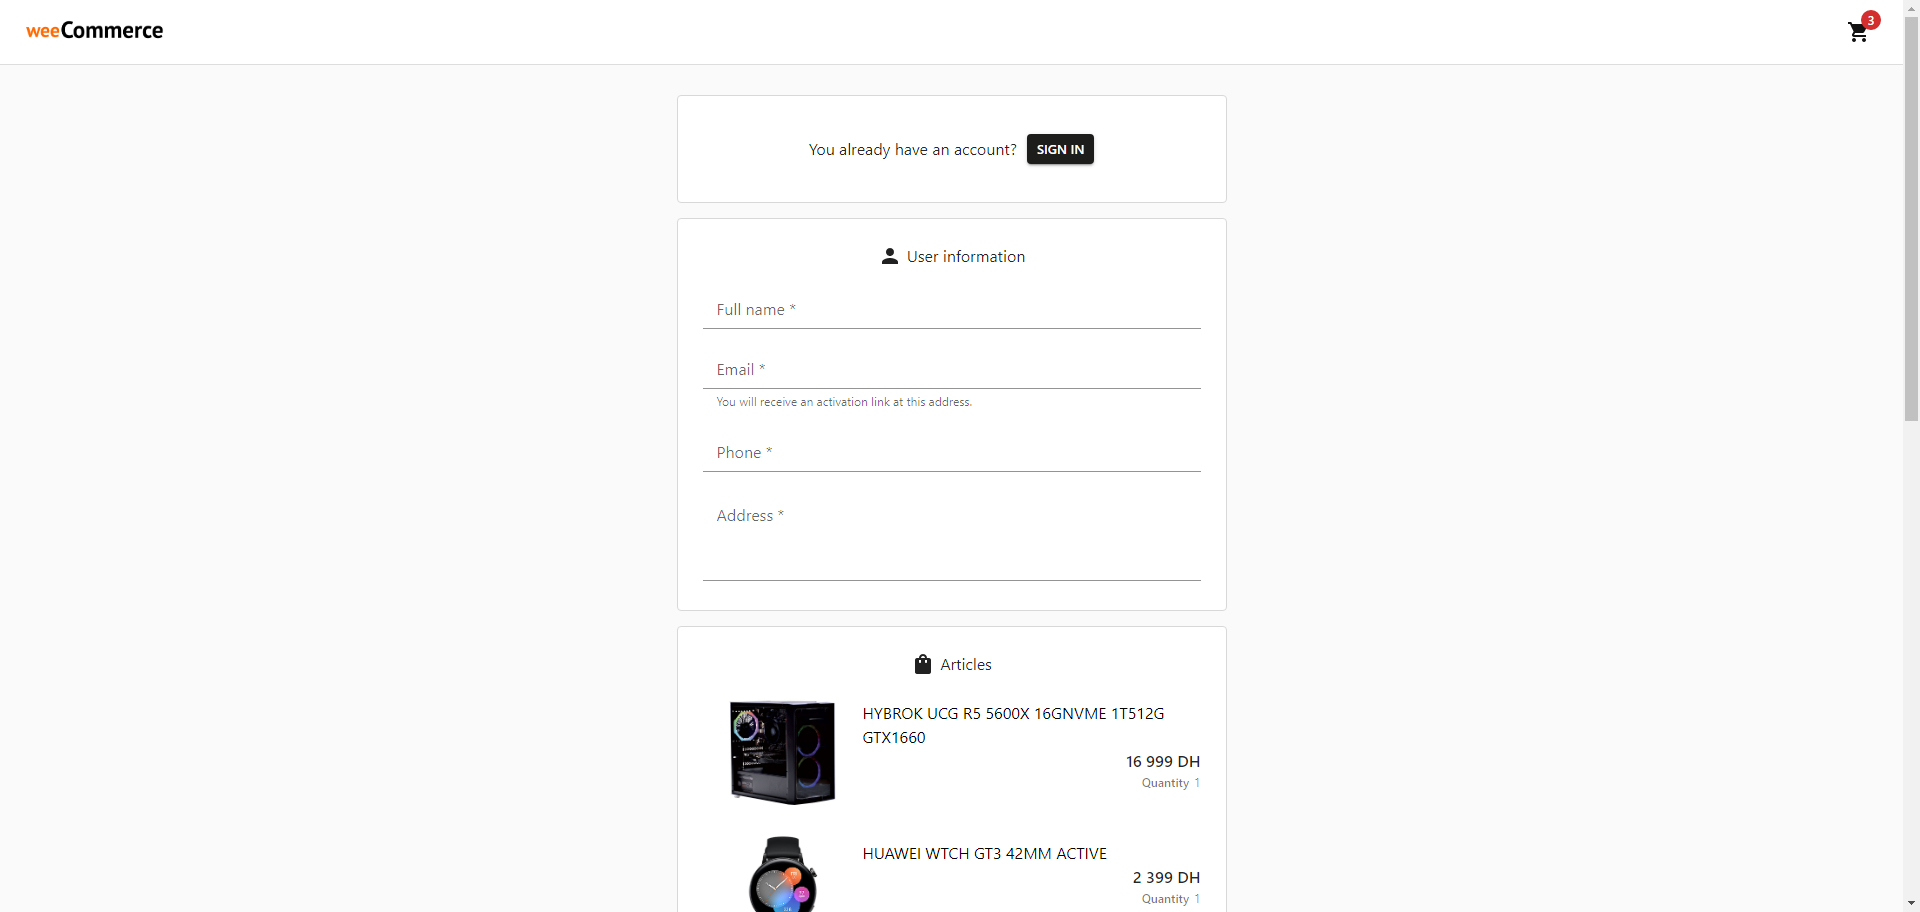 weeCommerce
3
You already have an account? SIGN IN
User information
Full name *
Email *
You will receive an activation link at this address.
Phone *
Address *
Articles
HYBROK UCG R5 5600X 16GNVME 1T512G
GTX1660
16 999 DH
Quantity 1
HUAWEI WTCH GT3 42MM ACTIVE
2 399 DH
Quantity 1